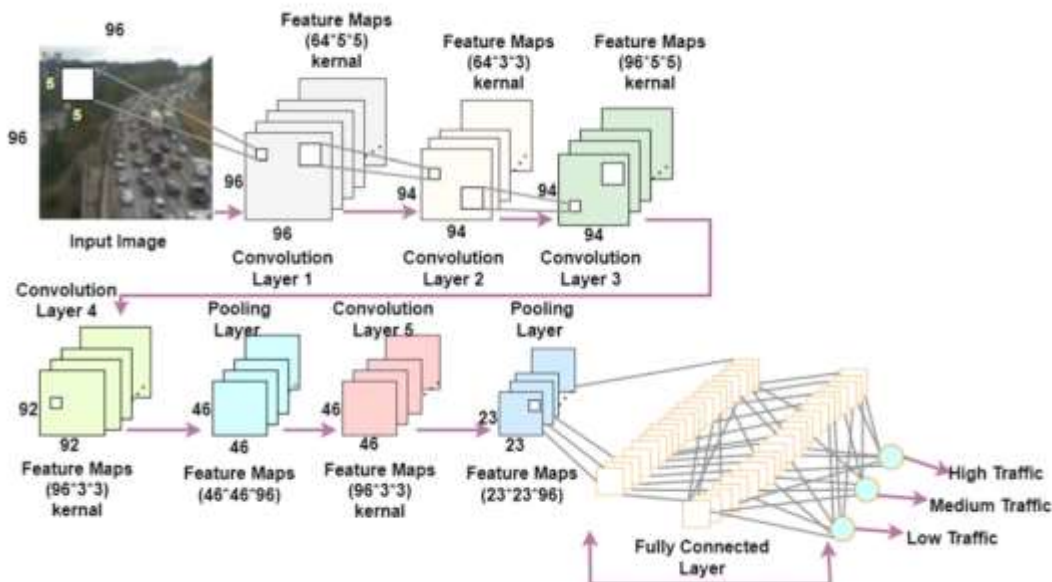 96
5
5
96
Input Image
Feature Maps
(64*5*5)
kernal
96
96
Convolution
Layer 1
Feature Maps
(64*3*3)
kernal
94
94
Convolution
Layer 2
Feature Maps
(96*5*5)
kernal
94
94
Convolution
Layer 3
Convolution
Layer 4
92
92
Feature Maps
(96*3*3)
kernal
Pooling
Layer
46
46
Feature Maps
(46*46*96)
Convolution
Layer 5
46
46
Feature Maps
(96*3*3)
kernal
Pooling
Layer
23
23
Feature Maps
(23*23*96)
Fully Connected
Layer
High Traffic
Medium Traffic
Low Traffic